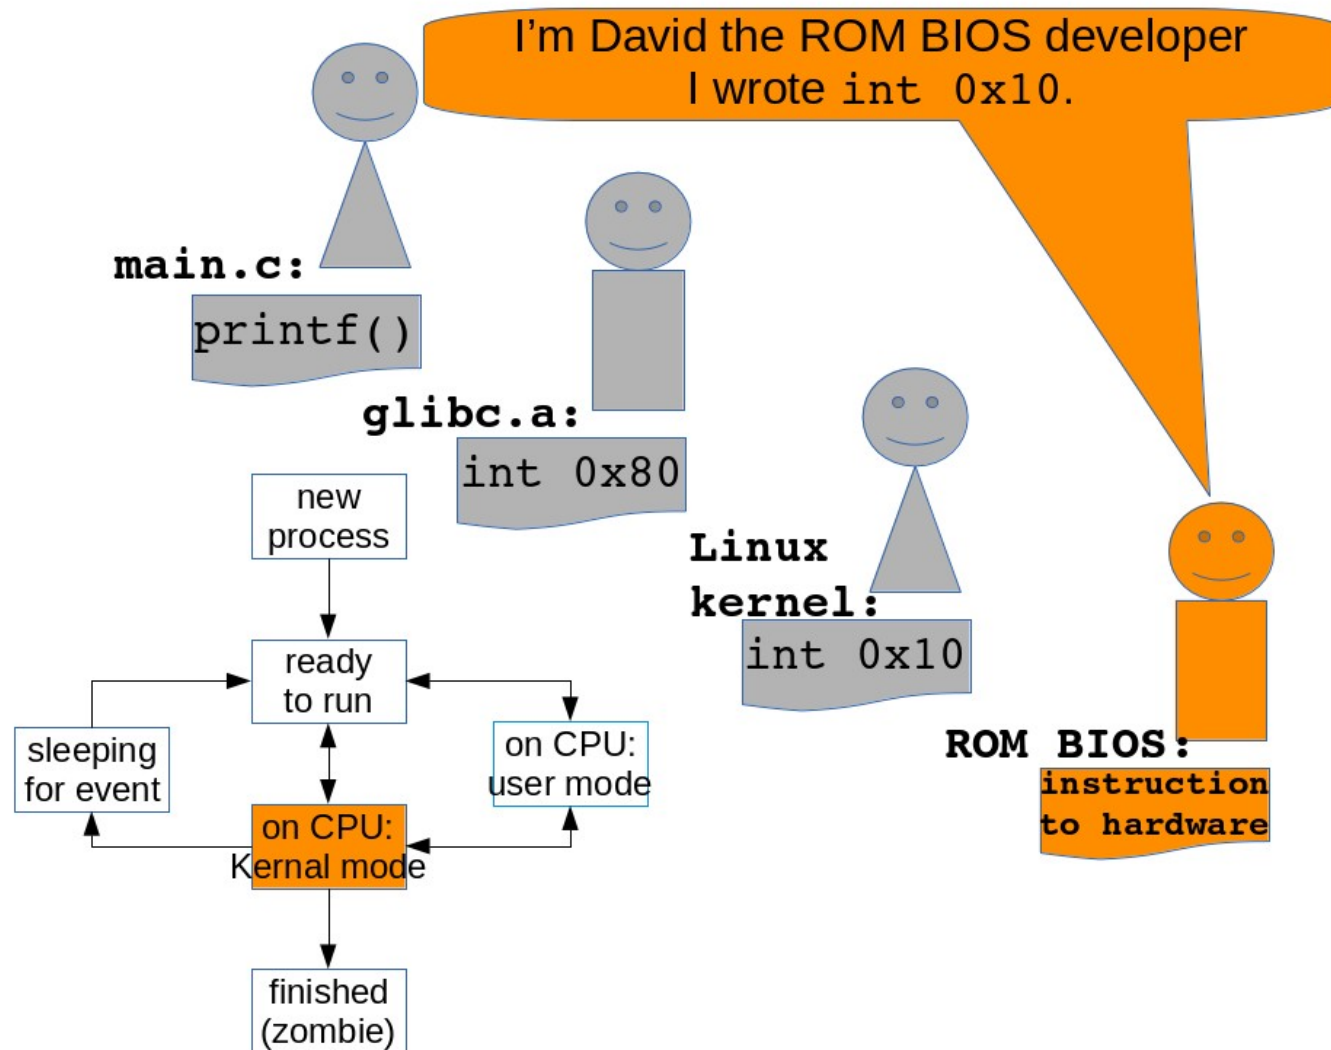 I'm David the ROM BIOS developer
I wrote int 0x10.
main.c:
printf()
glibc.a:
int 0x80
Linux
kernel:
int 0x10
ROM BIOS:
instruction
to hardware
new
process
ready
to run
sleeping
for event
on CPU:
user mode
on CPU:
Kernal mode
finished
(zombie)